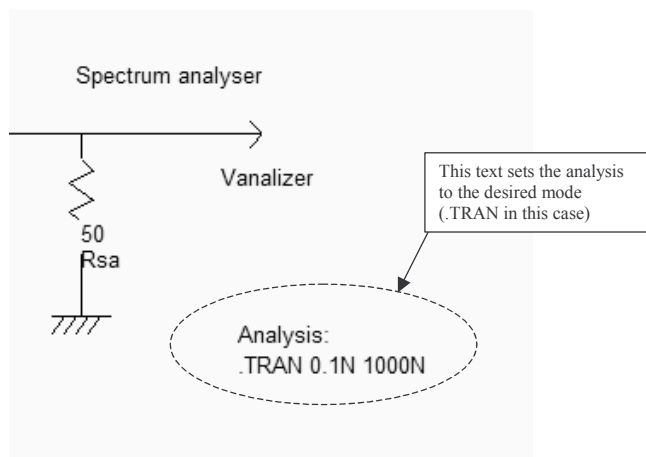 Spectrum analyser
Vanalizer
50
Rsa
This text sets the analysis
to the desired mode
(.TRAN in this case)
Analysis:
.TRAN 0.1N 1000N